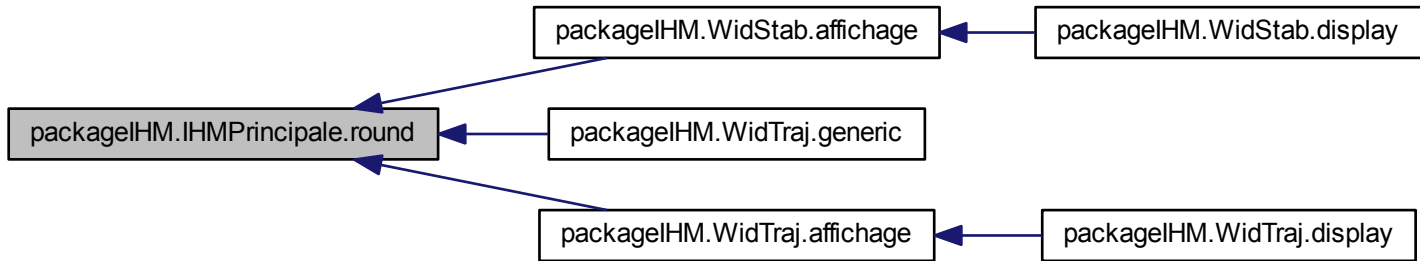 packageIHM.WidStab.affichage
packageIHM.WidStab.display
packageIHM.IHMPrincipale.round
packageIHM.WidTraj.generic
packageIHM.WidTraj.affichage
packageIHM.WidTraj.display